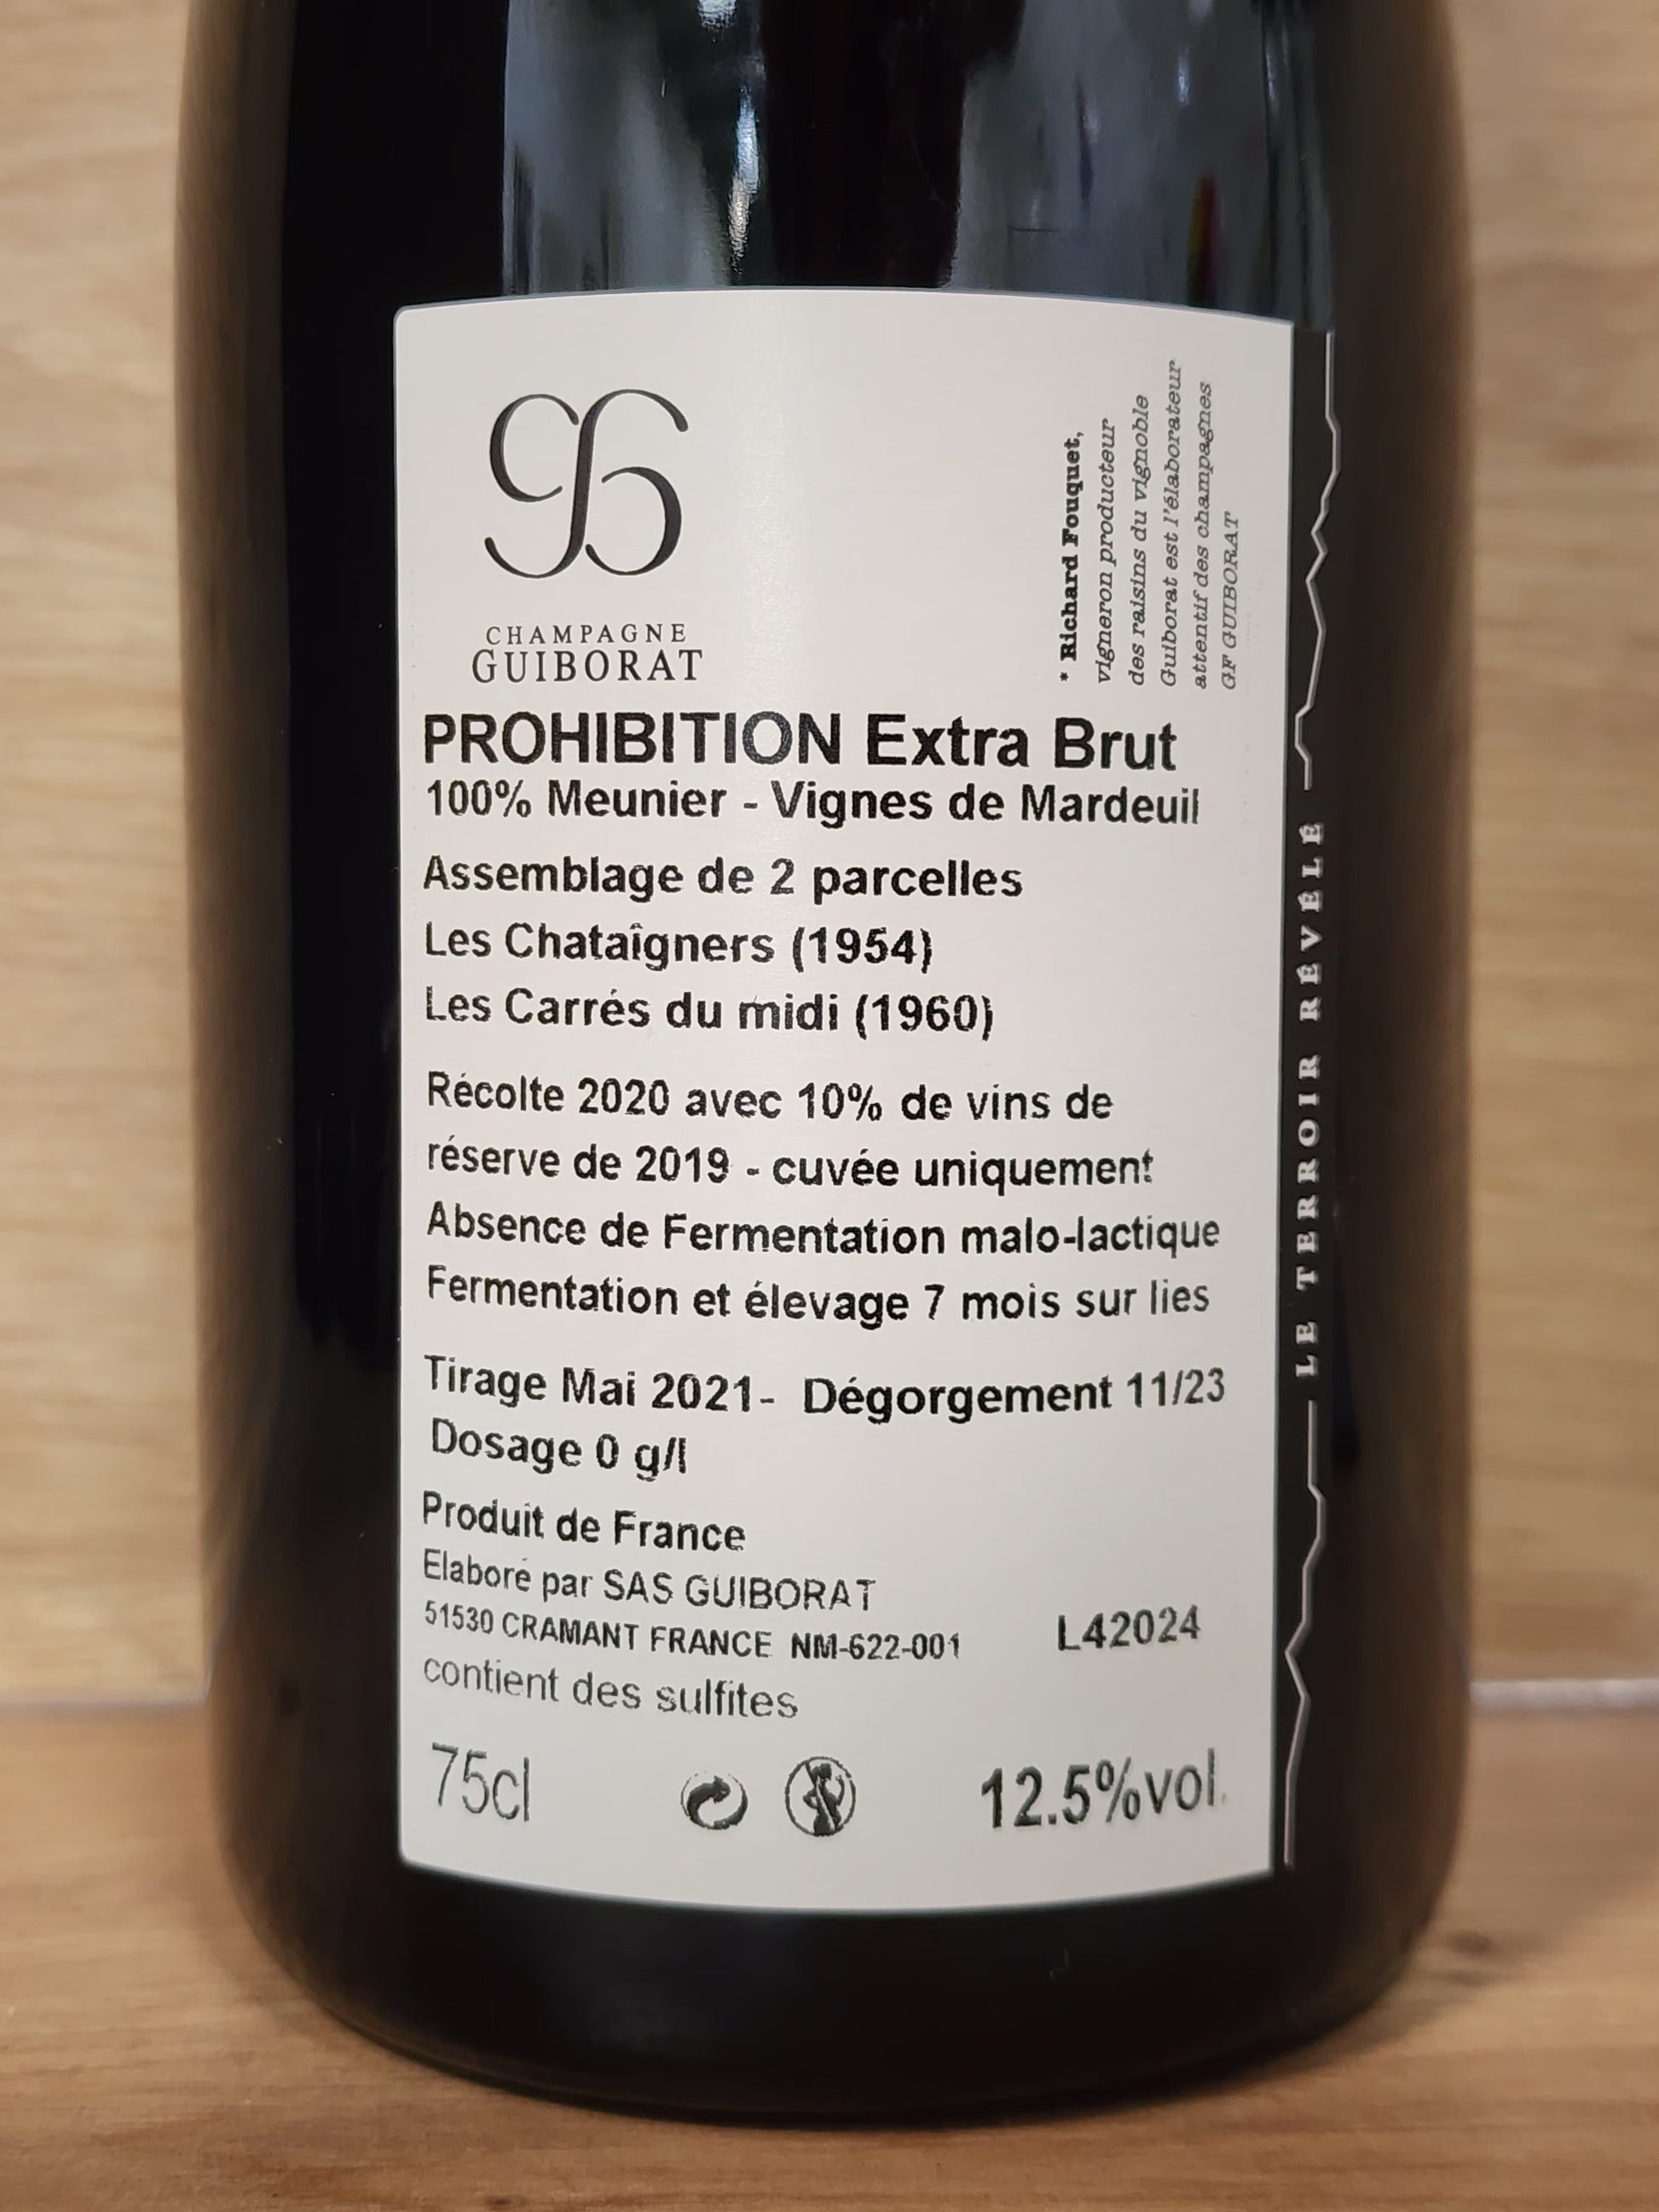 CHAMPAGNE
GUIBORAT
* Richard Fouquet,
vigneron producteur
des raisins du vignoble
Guiborat est l'élaborateur
attentif des champagnes
GF GUIBORAT
PROHIBITION Extra Brut
100% Meunier - Vignes de Mardeuil
Assemblage de 2 parcelles
Les Chataîgners (1954)
Les Carrés du midi (1960)
Récolte 2020 avec 10% de vins de
réserve de 2019 - cuvée uniquement
Absence de Fermentation malo-lactique
Fermentation et élevage 7 mois sur lies
Tirage Mai 2021- Dégorgement 11/23
Dosage 0 g/l
Produit de France
Elaboré par SAS GUIBORAT
51530 CRAMANT FRANCE NM-622-001
L42024
contient des sulfites
75cl
12.5%vol.
LE TERROIR RÉVÉLÉ